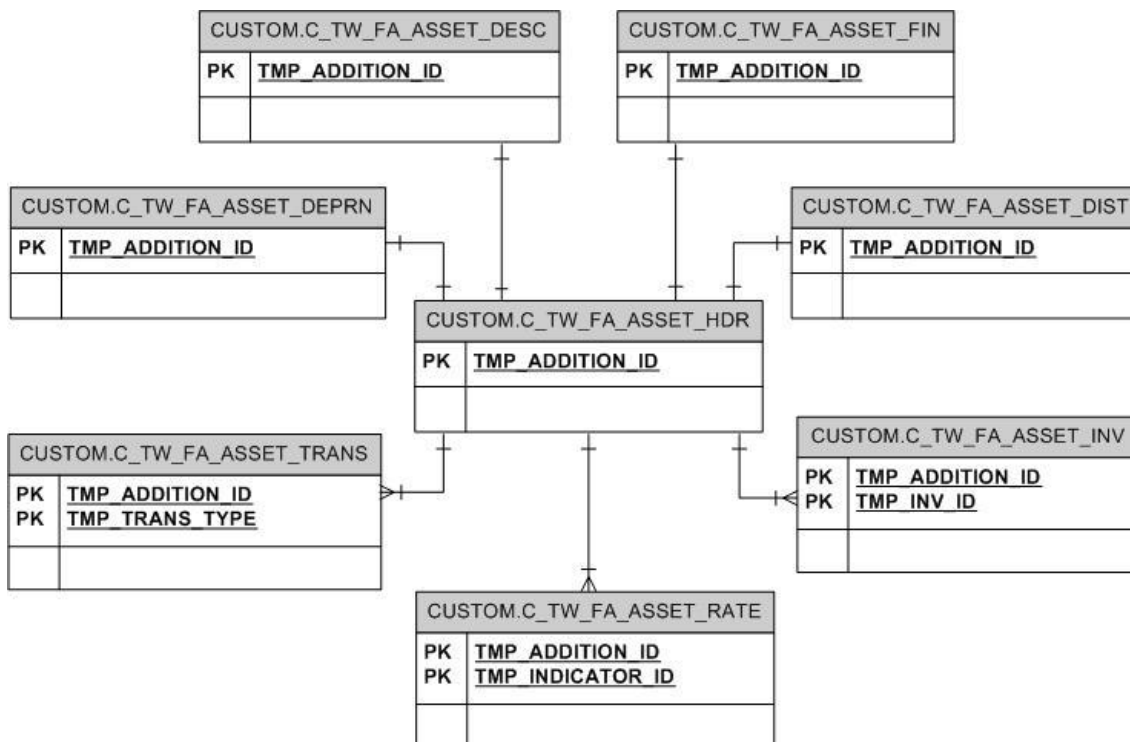 CUSTOM.C_TW_FA_ASSET_DESC
PK TMP_ADDITION_ID
CUSTOM.C_TW_FA_ASSET_FIN
PK TMP_ADDITION_ID
CUSTOM.C_TW_FA_ASSET_DEPRN
PK TMP_ADDITION_ID
CUSTOM.C_TW_FA_ASSET_DIST
PK TMP_ADDITION_ID
CUSTOM.C_TW_FA_ASSET_HDR
PK TMP_ADDITION_ID
CUSTOM.C_TW_FA_ASSET_TRANS
PK TMP_ADDITION_ID
PK TMP_TRANS_TYPE
CUSTOM.C_TW_FA_ASSET_INV
PK TMP_ADDITION_ID
PK TMP_INV_ID
CUSTOM.C_TW_FA_ASSET_RATE
PK TMP_ADDITION_ID
PK TMP_INDICATOR_ID